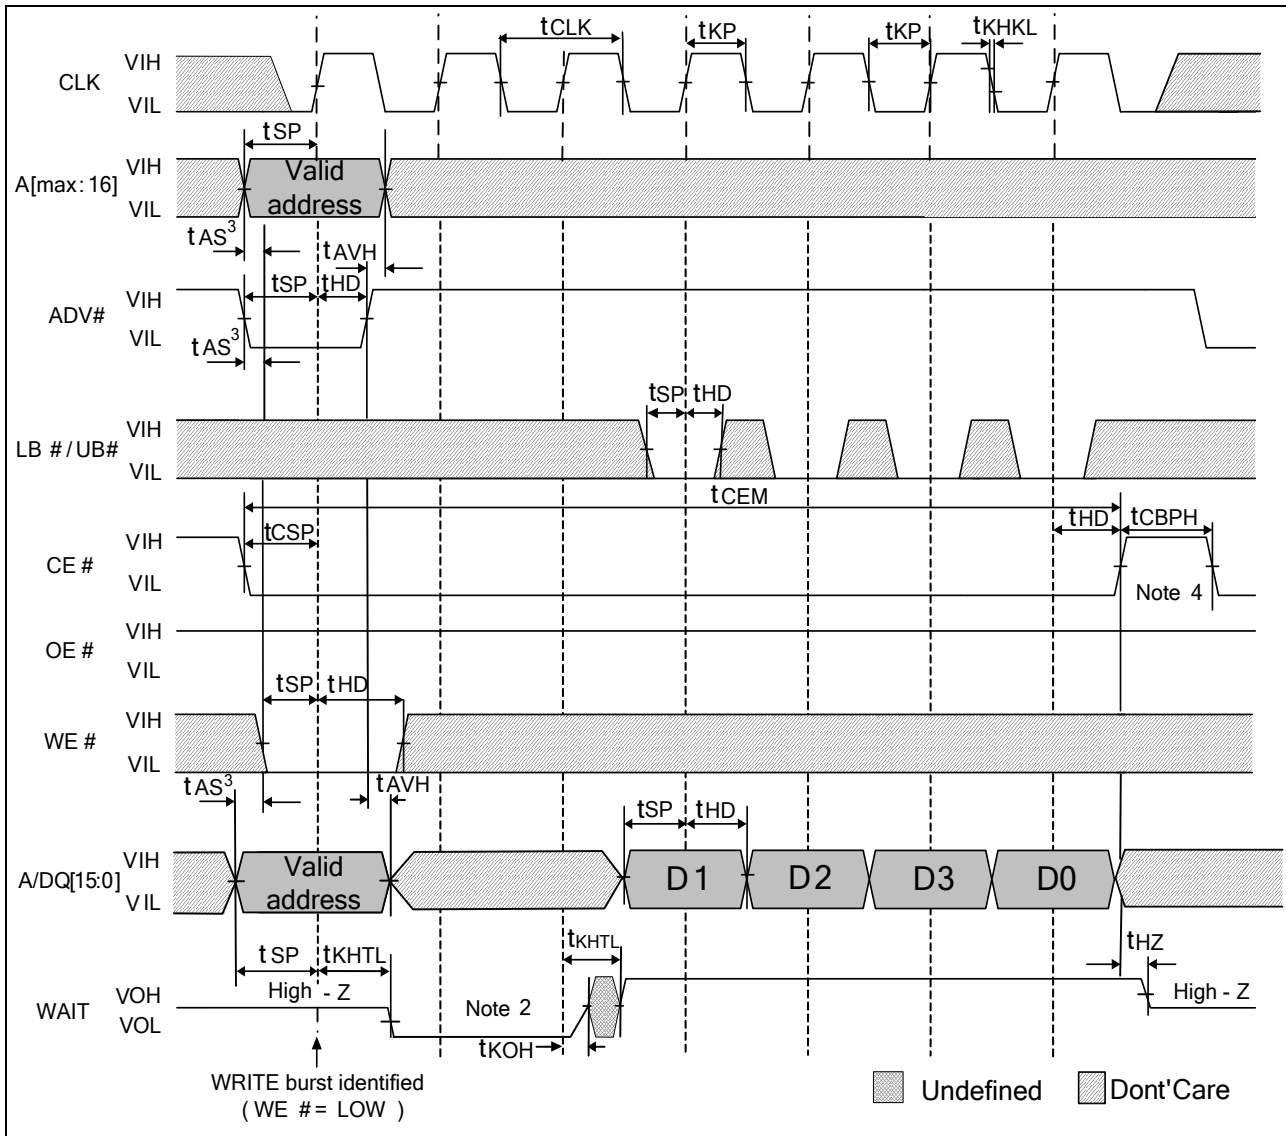 tCLK tKP tKP tKHKL
CLK VIH
VIL
tSP
A[max:16] VIH Valid address
VIL
tAS3 tAVH
tSP tHD
ADV# VIH
VIL
tAS3
tSP tHD
LB #/UB# VIH
VIL
tCEM
tCSP tHD tCBPH
CE # VIH
VIL Note 4
OE # VIH
VIL
tSP tHD
WE # VIH
VIL
tAS3 tAVH
tSP tHD
A/DQ[15:0] VIH Valid address D1 D2 D3 D0
VIL
tSP tKHTL tKHTL tHZ
WAIT VOH High - Z Note 2 High - Z
VOL
tKOH
WRITE burst identified
( WE # = LOW )
Undefined Dont'Care